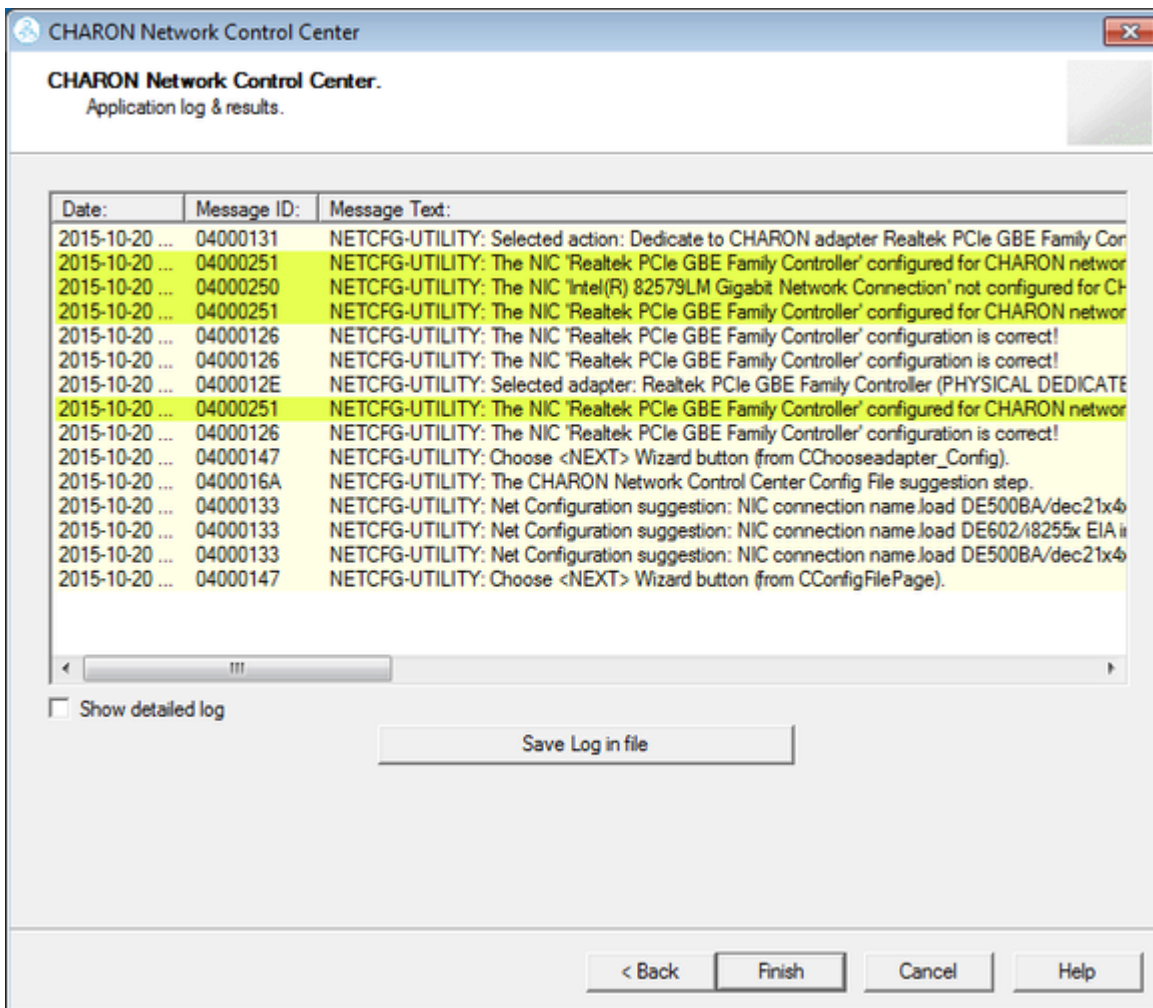 CHARON Network Control Center
CHARON Network Control Center.
Application log & results.
Date: Message ID: Message Text:
2015-10-20 ... 04000131 NETCFG-UTILITY: Selected action: Dedicate to CHARON adapter Realtek PCIe GBE Family Con
2015-10-20 ... 04000251 NETCFG-UTILITY: The NIC 'Realtek PCIe GBE Family Controller' configured for CHARON networ
2015-10-20 ... 04000250 NETCFG-UTILITY: The NIC 'Intel(R) 82579LM Gigabit Network Connection' not configured for CH
2015-10-20 ... 04000251 NETCFG-UTILITY: The NIC 'Realtek PCIe GBE Family Controller' configured for CHARON networ
2015-10-20 ... 04000126 NETCFG-UTILITY: The NIC 'Realtek PCIe GBE Family Controller' configuration is correct!
2015-10-20 ... 04000126 NETCFG-UTILITY: The NIC 'Realtek PCIe GBE Family Controller' configuration is correct!
2015-10-20 ... 0400012E NETCFG-UTILITY: Selected adapter: Realtek PCIe GBE Family Controller (PHYSICAL DEDICATE
2015-10-20 ... 04000251 NETCFG-UTILITY: The NIC 'Realtek PCIe GBE Family Controller' configured for CHARON networ
2015-10-20 ... 04000126 NETCFG-UTILITY: The NIC 'Realtek PCIe GBE Family Controller' configuration is correct!
2015-10-20 ... 04000147 NETCFG-UTILITY: Choose <NEXT> Wizard button (from CChooseadapter_Config).
2015-10-20 ... 0400016A NETCFG-UTILITY: The CHARON Network Control Center Config File suggestion step.
2015-10-20 ... 04000133 NETCFG-UTILITY: Net Configuration suggestion: NIC connection name.load DE500BA/dec21x4x
2015-10-20 ... 04000133 NETCFG-UTILITY: Net Configuration suggestion: NIC connection name.load DE602/i8255x EIA i
2015-10-20 ... 04000133 NETCFG-UTILITY: Net Configuration suggestion: NIC connection name.load DE500BA/dec21x4x
2015-10-20 ... 04000147 NETCFG-UTILITY: Choose <NEXT> Wizard button (from CConfigFilePage).
Show detailed log
Save Log in file
< Back Finish Cancel Help